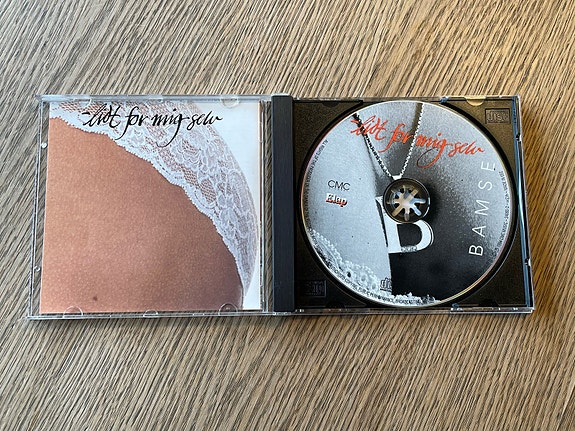 Lidt for mig selv
Lidt for mig selv
CMC
Elap
B
BAMSE